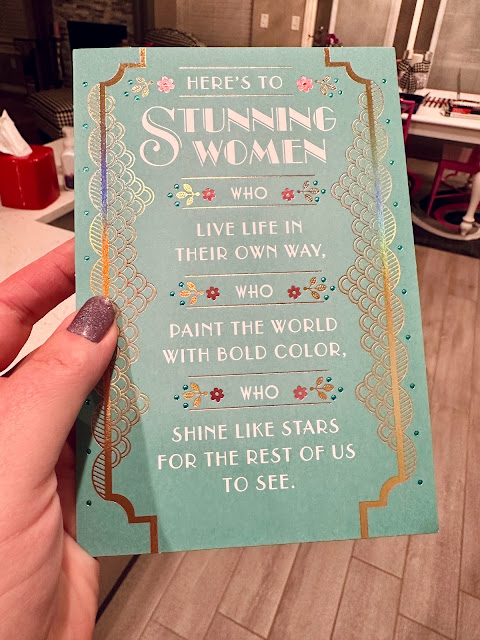 HERE'S TO
STUNNING
WOMEN
WHO
LIVE LIFE IN
THEIR OWN WAY,
WHO
PAINT THE WORLD
WITH BOLD COLOR,
WHO
SHINE LIKE STARS
FOR THE REST OF US
TO SEE.